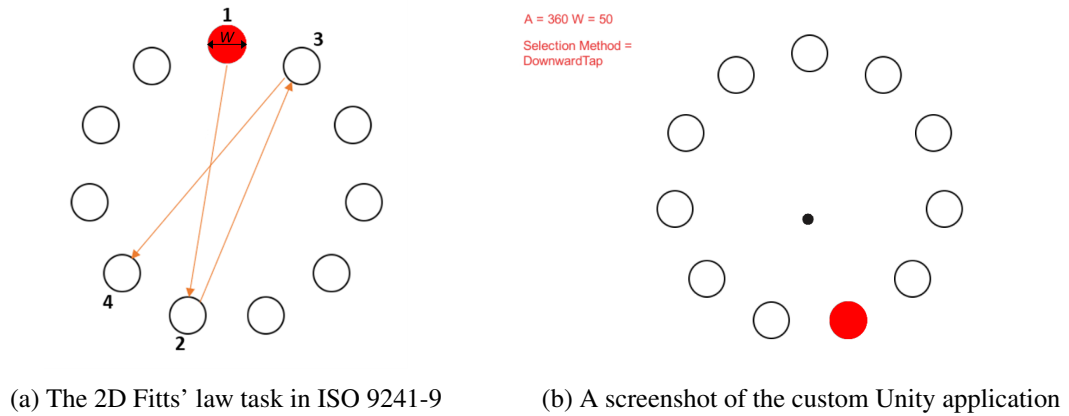 1
W
3
4
2
(a) The 2D Fitts’ law task in ISO 9241-9
A = 360 W = 50
Selection Method =
DownwardTap
(b) A screenshot of the custom Unity application